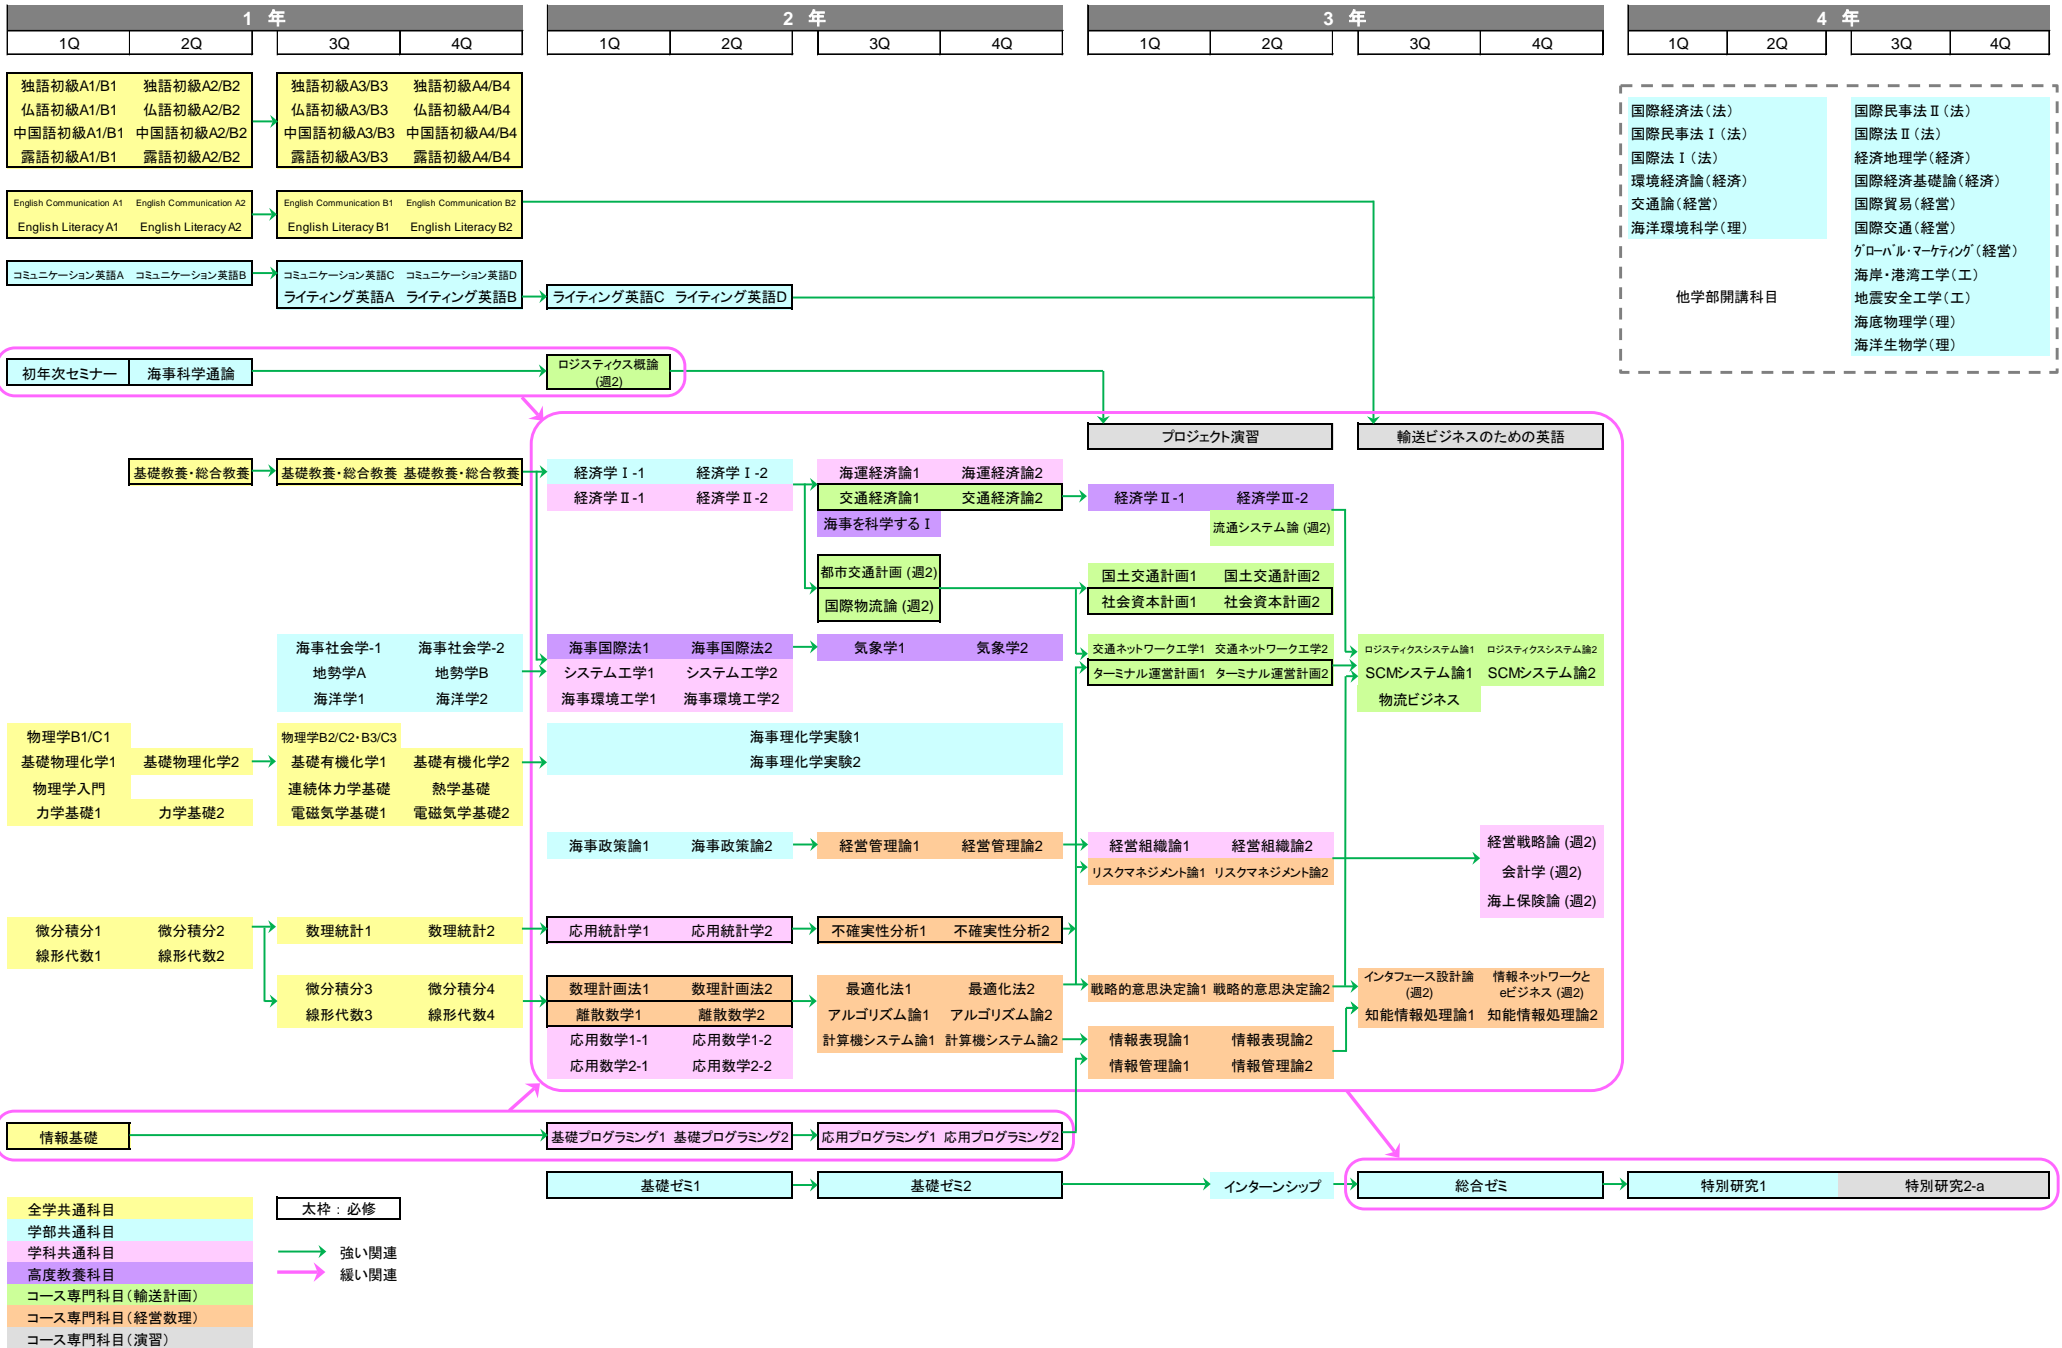 1 年 2 年 3 年 4 年
1Q 2Q 3Q 4Q 1Q 2Q 3Q 4Q 1Q 2Q 3Q 4Q 1Q 2Q 3Q 4Q
独語初級A1/B1 独語初級A2/B2 独語初級A3/B3 独語初級A4/B4
仏語初級A1/B1 仏語初級A2/B2 仏語初級A3/B3 仏語初級A4/B4
中国語初級A1/B1 中国語初級A2/B2 中国語初級A3/B3 中国語初級A4/B4
露語初級A1/B1 露語初級A2/B2 露語初級A3/B3 露語初級A4/B4
国際経済法(法) 国際民事法Ⅱ(法)
国際民事法Ⅰ(法) 国際法Ⅱ(法)
国際法Ⅰ(法) 経済地理学(経済)
環境経済論(経済) 国際経済基礎論(経済)
交通論(経営) 国際貿易(経営)
海洋環境科学(理) 国際交通(経営)
グローバル・マーケティング(経営)
海岸・港湾工学(工)
他学部開講科目 地震安全工学(工)
海底物理学(理)
海洋生物学(理)
English Communication A1 English Communication A2 English Communication B1 English Communication B2
English Literacy A1 English Literacy A2 English Literacy B1 English Literacy B2
コミュニケーション英語A コミュニケーション英語B コミュニケーション英語C コミュニケーション英語D
ライティング英語A ライティング英語B ライティング英語C ライティング英語D
初年次セミナー 海事科学通論 ロジスティクス概論
(週2)
プロジェクト演習 輸送ビジネスのための英語
基礎教養・総合教養 基礎教養・総合教養 基礎教養・総合教養 経済学Ⅰ-1 経済学Ⅰ-2 海運経済論1 海運経済論2
経済学Ⅱ-1 経済学Ⅱ-2 交通経済論1 交通経済論2 経済学Ⅱ-1 経済学Ⅲ-2
海事を科学するⅠ 流通システム論 (週2)
都市交通計画 (週2) 国土交通計画1 国土交通計画2
国際物流論 (週2) 社会資本計画1 社会資本計画2
海事社会学-1 海事社会学-2 海事国際法1 海事国際法2 気象学1 気象学2 交通ネットワーク工学1 交通ネットワーク工学2 ロジスティクスシステム論1 ロジスティクスシステム論2
地勢学A 地勢学B システム工学1 システム工学2 ターミナル運営計画1 ターミナル運営計画2 SCMシステム論1 SCMシステム論2
海洋学1 海洋学2 海事環境工学1 海事環境工学2 物流ビジネス
物理学B1/C1 物理学B2/C2・B3/C3 海事理化学実験1
基礎物理化学1 基礎物理化学2 基礎有機化学1 基礎有機化学2 海事理化学実験2
物理学入門 連続体力学基礎 熱学基礎
力学基礎1 力学基礎2 電磁気学基礎1 電磁気学基礎2
海事政策論1 海事政策論2 経営管理論1 経営管理論2 経営組織論1 経営組織論2 経営戦略論 (週2)
リスクマネジメント論1 リスクマネジメント論2 会計学 (週2)
海上保険論 (週2)
微分積分1 微分積分2 数理統計1 数理統計2 応用統計学1 応用統計学2 不確実性分析1 不確実性分析2
線形代数1 線形代数2
微分積分3 微分積分4 数理計画法1 数理計画法2 最適化法1 最適化法2 戦略的意思決定論1 戦略的意思決定論2 インタフェース設計論 情報ネットワークと
(週2) eビジネス (週2)
線形代数3 線形代数4 離散数学1 離散数学2 アルゴリズム論1 アルゴリズム論2 知能情報処理論1 知能情報処理論2
応用数学1-1 応用数学1-2 計算機システム論1 計算機システム論2 情報表現論1 情報表現論2
応用数学2-1 応用数学2-2 情報管理論1 情報管理論2
情報基礎 基礎プログラミング1 基礎プログラミング2 応用プログラミング1 応用プログラミング2
基礎ゼミ1 基礎ゼミ2 インターンシップ 総合ゼミ 特別研究1 特別研究2-a
全学共通科目 太枠：必修
学部共通科目
学科共通科目 強い関連
高度教養科目 緩い関連
コース専門科目(輸送計画)
コース専門科目(経営数理)
コース専門科目(演習)